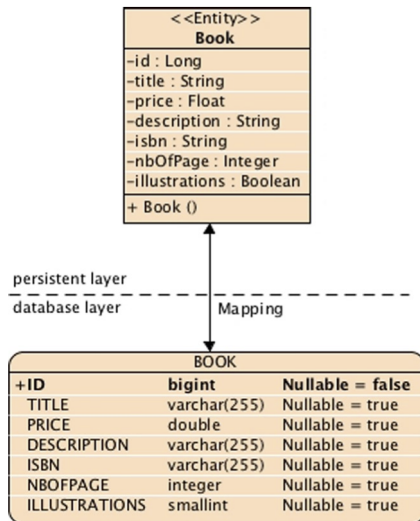 <<Entity>>
Book
-id : Long
-title : String
-price : Float
-description : String
-isbn : String
-nbOfPage : Integer
-illustrations : Boolean
+ Book ()
persistent layer
database layer Mapping
BOOK
+ID bigint Nullable = false
TITLE varchar(255) Nullable = true
PRICE double Nullable = true
DESCRIPTION varchar(255) Nullable = true
ISBN varchar(255) Nullable = true
NBOFPAGE integer Nullable = true
ILLUSTRATIONS smallint Nullable = true